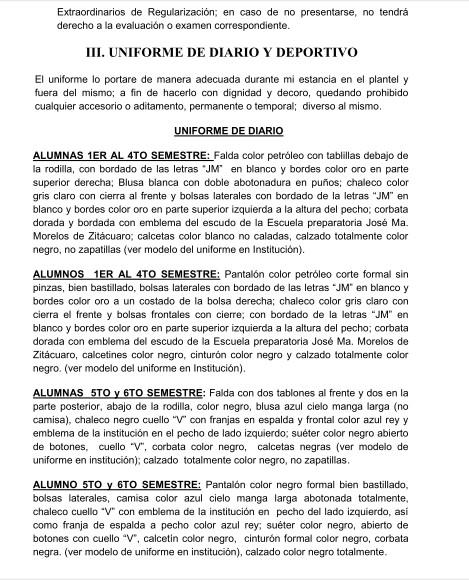 Extraordinarios de Regularización; en caso de no presentarse, no tendrá
derecho a la evaluación o examen correspondiente.
III. UNIFORME DE DIARIO Y DEPORTIVO
El uniforme lo portare de manera adecuada durante mi estancia en el plantel y
fuera del mismo; a fin de hacerlo con dignidad y decoro, quedando prohibido
cualquier accesorio o aditamento, permanente o temporal; diverso al mismo.
UNIFORME DE DIARIO
ALUMNAS 1ER AL 4TO SEMESTRE: Falda color petróleo con tablillas debajo de
la rodilla, con bordado de las letras "JM" en blanco y bordes color oro en parte
superior derecha; Blusa blanca con doble abotonadura en puños; chaleco color
gris claro con cierra al frente y bolsas laterales con bordado de la letras "JM" en
blanco y bordes color oro en parte superior izquierda a la altura del pecho; corbata
dorada y bordada con emblema del escudo de la Escuela preparatoria José Ma.
Morelos de Zitácuaro; calcetas color blanco no caladas, calzado totalmente color
negro, no zapatillas (ver modelo del uniforme en Institución).
ALUMNOS 1ER AL 4TO SEMESTRE: Pantalón color petróleo corte formal sin
pinzas, bien bastillado, bolsas laterales con bordado de las letras "JM" en blanco y
bordes color oro a un costado de la bolsa derecha; chaleco color gris claro con
cierra el frente y bolsas frontales con cierre; con bordado de la letras "JM" en
blanco y bordes color oro en parte superior izquierda a la altura del pecho; corbata
dorada con emblema del escudo de la Escuela preparatoria José Ma. Morelos de
Zitácuaro, calcetines color negro, cinturón color negro y calzado totalmente color
negro. (ver modelo del uniforme en Institución).
ALUMNAS 5TO y 6TO SEMESTRE: Falda con dos tablones al frente y dos en la
parte posterior, abajo de la rodilla, color negro, blusa azul cielo manga larga (no
camisa), chaleco negro cuello "V" con franjas en espalda y frontal color azul rey y
emblema de la institución en el pecho de lado izquierdo; suéter color negro abierto
de botones, cuello "V", corbata color negro, calcetas negras (ver modelo de
uniforme en institución); calzado totalmente color negro, no zapatillas.
ALUMNO 5TO y 6TO SEMESTRE: Pantalón color negro formal bien bastillado,
bolsas laterales, camisa color azul cielo manga larga abotonada totalmente,
chaleco cuello "V" con emblema de la institución en pecho del lado izquierdo, así
como franja de espalda a pecho color azul rey; suéter color negro, abierto de
botones con cuello "V", calcetín color negro, cinturón formal color negro, corbata
negra. (ver modelo de uniforme en institución), calzado color negro totalmente.